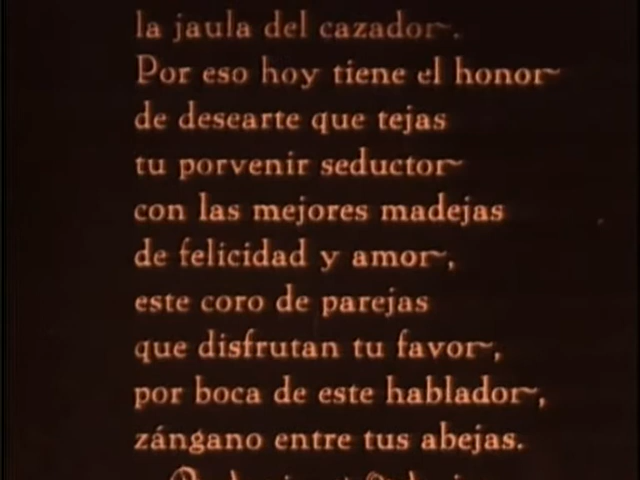 la jaula del cazador.
Por eso hoy tiene el honor
de desearte que tejas
tu porvenir seductor
con las mejores madejas
de felicidad y amor,
este coro de parejas
que disfrutan tu favor,
por boca de este hablador,
zángano entre tus abejas.